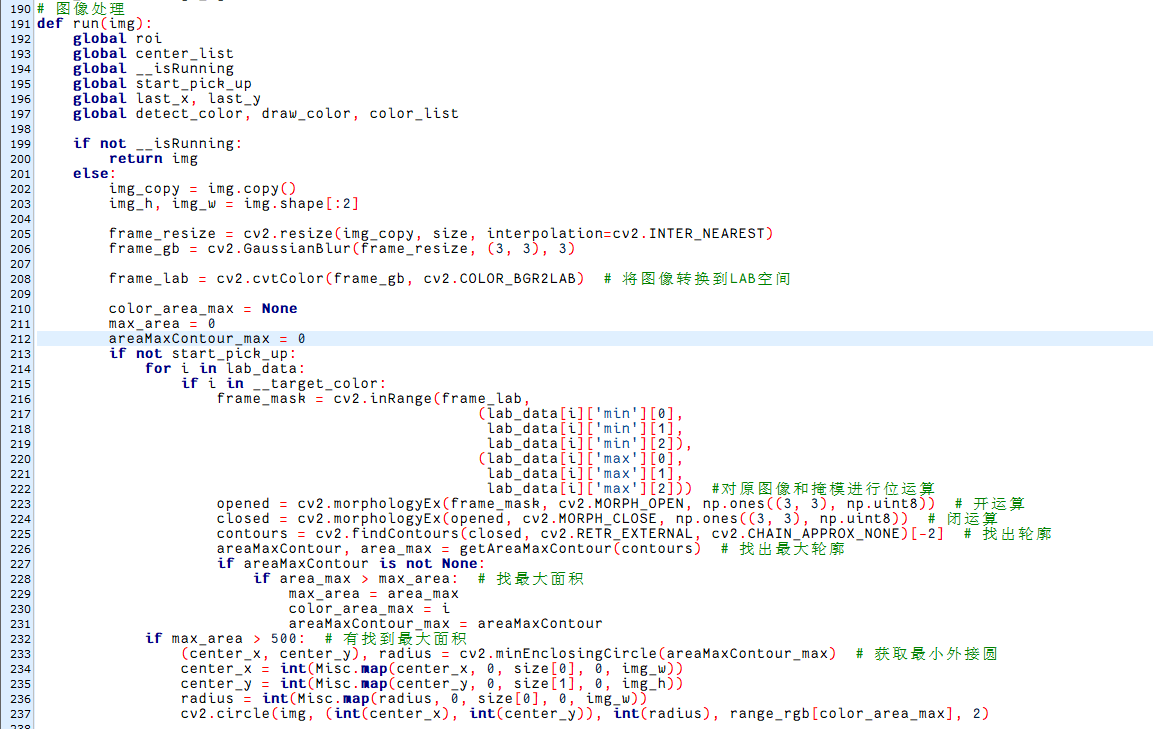 190 # 图像处理
191 def run(img):
192     global roi
193     global center_list
194     global __isRunning
195     global start_pick_up
196     global last_x, last_y
197     global detect_color, draw_color, color_list
198
199     if not __isRunning:
200         return img
201     else:
202         img_copy = img.copy()
203         img_h, img_w = img.shape[:2]
204
205         frame_resize = cv2.resize(img_copy, size, interpolation=cv2.INTER_NEAREST)
206         frame_gb = cv2.GaussianBlur(frame_resize, (3, 3), 3)
207
208         frame_lab = cv2.cvtColor(frame_gb, cv2.COLOR_BGR2LAB)  # 将图像转换到LAB空间
209
210         color_area_max = None
211         max_area = 0
212         areaMaxContour_max = 0
213         if not start_pick_up:
214             for i in lab_data:
215                 if i in __target_color:
216                     frame_mask = cv2.inRange(frame_lab,
217                                                  (lab_data[i]['min'][0],
218                                                   lab_data[i]['min'][1],
219                                                   lab_data[i]['min'][2]),
220                                                  (lab_data[i]['max'][0],
221                                                   lab_data[i]['max'][1],
222                                                   lab_data[i]['max'][2]))  #对原图像和掩模进行位运算
223                     opened = cv2.morphologyEx(frame_mask, cv2.MORPH_OPEN, np.ones((3, 3), np.uint8))  # 开运算
224                     closed = cv2.morphologyEx(opened, cv2.MORPH_CLOSE, np.ones((3, 3), np.uint8))  # 闭运算
225                     contours = cv2.findContours(closed, cv2.RETR_EXTERNAL, cv2.CHAIN_APPROX_NONE)[-2]  # 找出轮廓
226                     areaMaxContour, area_max = getAreaMaxContour(contours)  # 找出最大轮廓
227                     if areaMaxContour is not None:
228                         if area_max > max_area:  # 找最大面积
229                             max_area = area_max
230                             color_area_max = i
231                             areaMaxContour_max = areaMaxContour
232             if max_area > 500:  # 有找到最大面积
233                 (center_x, center_y), radius = cv2.minEnclosingCircle(areaMaxContour_max)  # 获取最小外接圆
234                 center_x = int(Misc.map(center_x, 0, size[0], 0, img_w))
235                 center_y = int(Misc.map(center_y, 0, size[1], 0, img_h))
236                 radius = int(Misc.map(radius, 0, size[0], 0, img_w))
237                 cv2.circle(img, (int(center_x), int(center_y)), int(radius), range_rgb[color_area_max], 2)